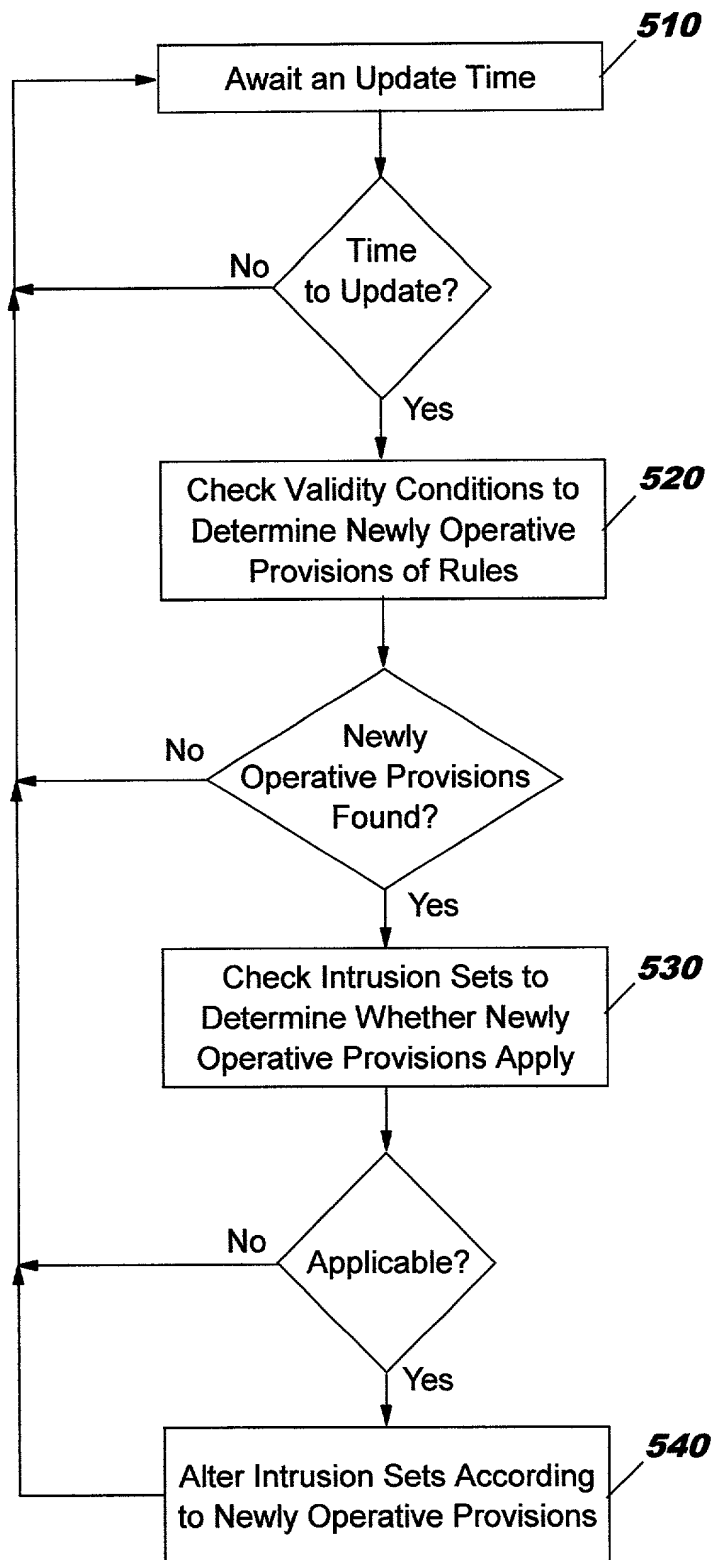 510
Await an Update Time
Time
to Update?
No
Yes
520
Check Validity Conditions to
Determine Newly Operative
Provisions of Rules
Newly
Operative Provisions
Found?
No
Yes
530
Check Intrusion Sets to
Determine Whether Newly
Operative Provisions Apply
No
Applicable?
Yes
540
Alter Intrusion Sets According
to Newly Operative Provisions